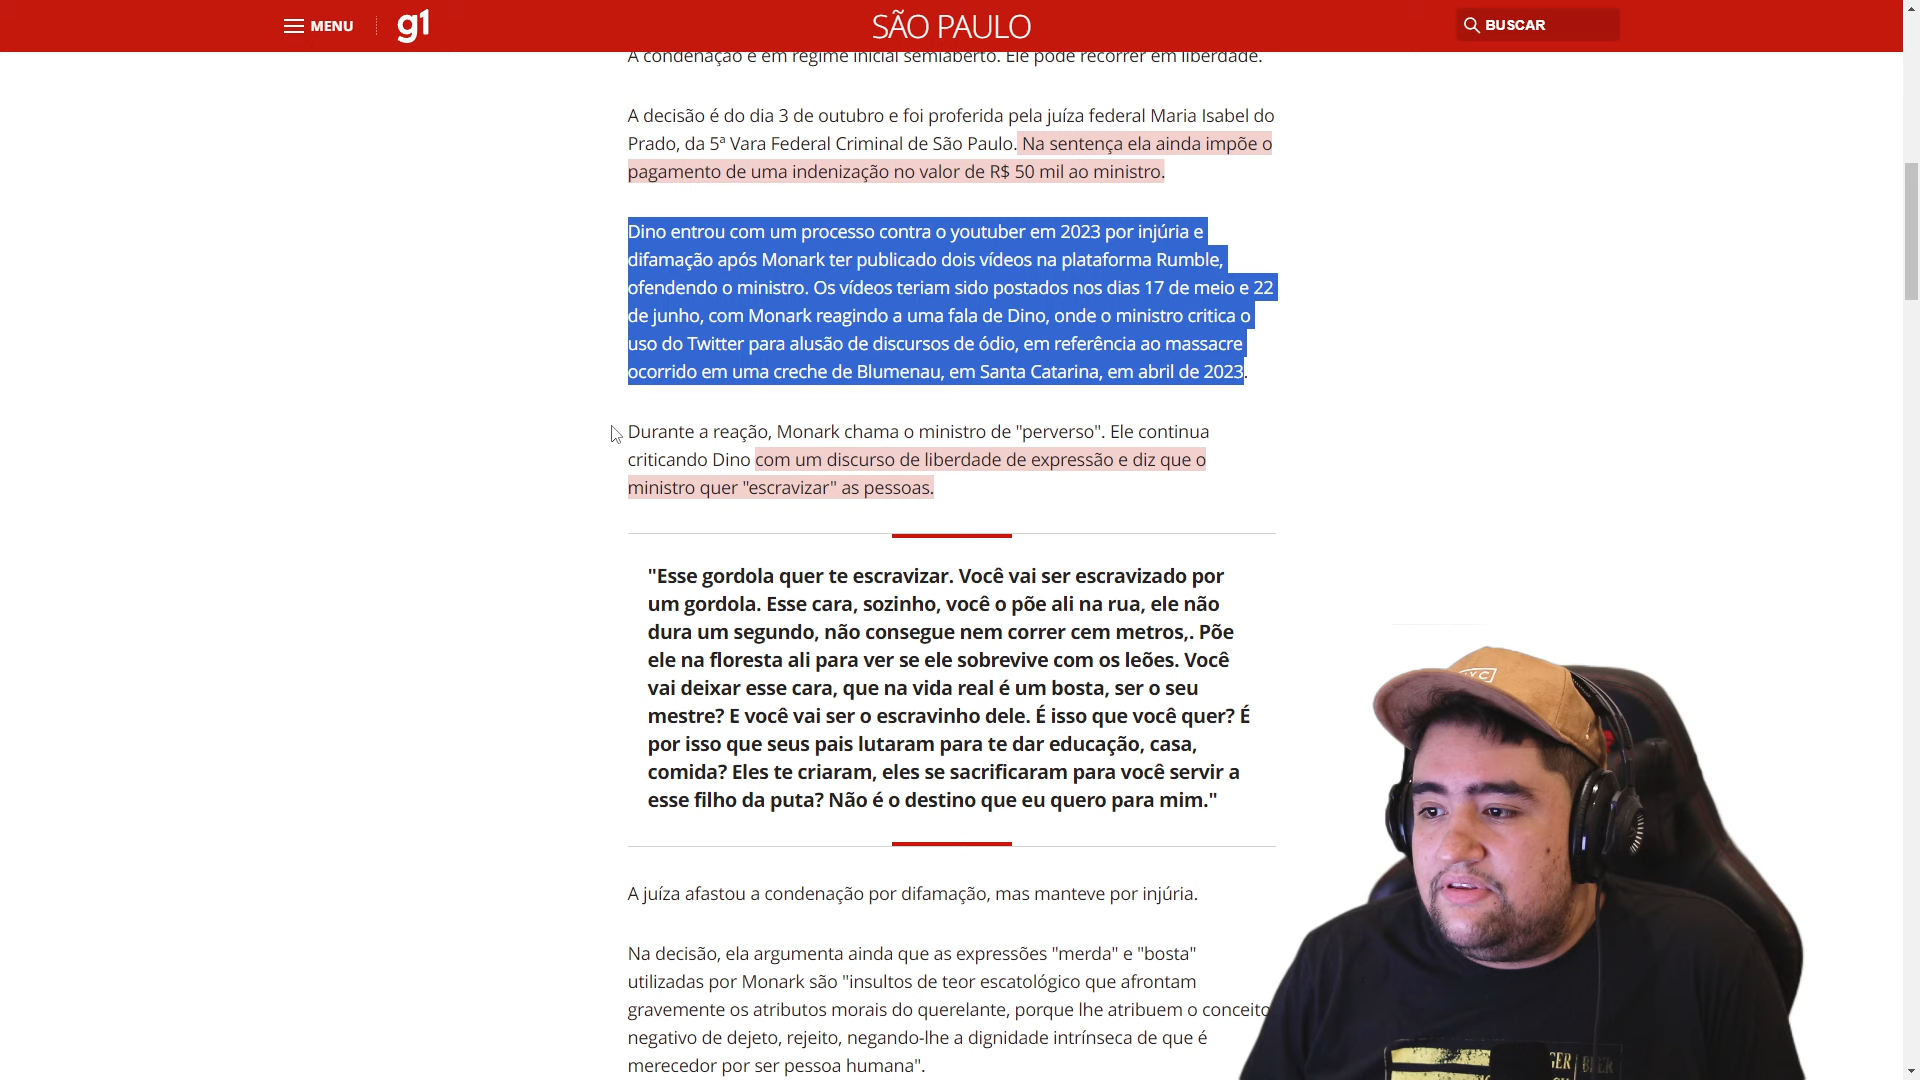 MENU
g1
SÃO PAULO
BUSCAR
A condenação é em regime inicial semiaberto. Ele pode recorrer em liberdade.
A decisão é do dia 3 de outubro e foi proferida pela juíza federal Maria Isabel do
Prado, da 5ª Vara Federal Criminal de São Paulo. Na sentença ela ainda impõe o
pagamento de uma indenização no valor de R$ 50 mil ao ministro.
Dino entrou com um processo contra o youtuber em 2023 por injúria e
difamação após Monark ter publicado dois vídeos na plataforma Rumble,
ofendendo o ministro. Os vídeos teriam sido postados nos dias 17 de meio e 22
de junho, com Monark reagindo a uma fala de Dino, onde o ministro critica o
uso do Twitter para alusão de discursos de ódio, em referência ao massacre
ocorrido em uma creche de Blumenau, em Santa Catarina, em abril de 2023.
Durante a reação, Monark chama o ministro de "perverso". Ele continua
criticando Dino com um discurso de liberdade de expressão e diz que o
ministro quer "escravizar" as pessoas.
"Esse gordola quer te escravizar. Você vai ser escravizado por
um gordola. Esse cara, sozinho, você o põe ali na rua, ele não
dura um segundo, não consegue nem correr cem metros,. Põe
ele na floresta ali para ver se ele sobrevive com os leões. Você
vai deixar esse cara, que na vida real é um bosta, ser o seu
mestre? E você vai ser o escravinho dele. É isso que você quer? É
por isso que seus pais lutaram para te dar educação, casa,
comida? Eles te criaram, eles se sacrificaram para você servir a
esse filho da puta? Não é o destino que eu quero para mim."
A juíza afastou a condenação por difamação, mas manteve por injúria.
Na decisão, ela argumenta ainda que as expressões "merda" e "bosta"
utilizadas por Monark são "insultos de teor escatológico que afrontam
gravemente os atributos morais do querelante, porque lhe atribuem o conceito
negativo de dejeto, rejeito, negando-lhe a dignidade intrínseca de que é
merecedor por ser pessoa humana".